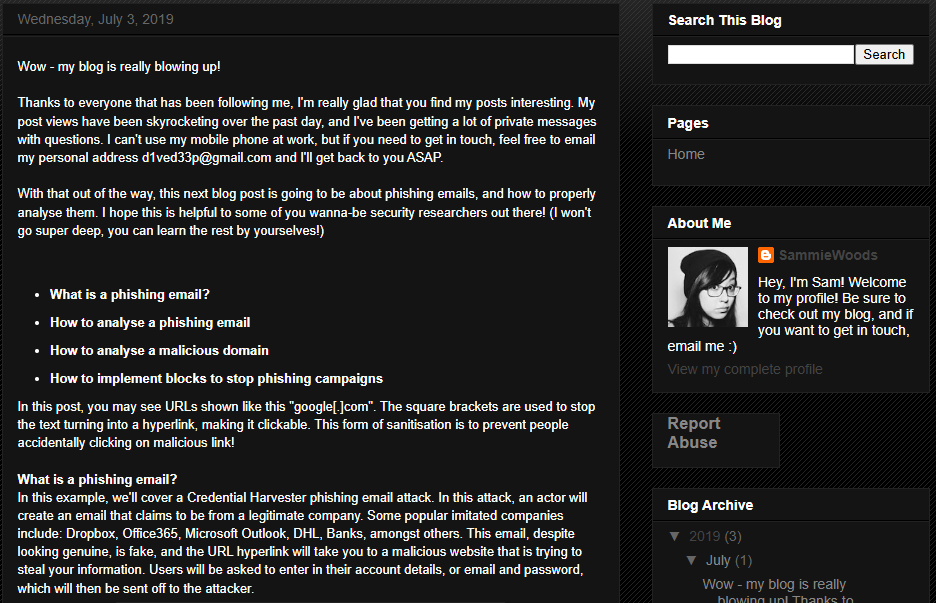 Wednesday, July 3, 2019
Wow - my blog is really blowing up!
Thanks to everyone that has been following me, I'm really glad that you find my posts interesting. My
post views have been skyrocketing over the past day, and I've been getting a lot of private messages
with questions. I can't use my mobile phone at work, but if you need to get in touch, feel free to email
my personal address d1ved33p@gmail.com and I'll get back to you ASAP.
With that out of the way, this next blog post is going to be about phishing emails, and how to properly
analyse them. I hope this is helpful to some of you wanna-be security researchers out there! (I won't
go super deep, you can learn the rest by yourselves!)
• What is a phishing email?
• How to analyse a phishing email
• How to analyse a malicious domain
• How to implement blocks to stop phishing campaigns
In this post, you may see URLs shown like this "google[.]com". The square brackets are used to stop
the text turning into a hyperlink, making it clickable. This form of sanitisation is to prevent people
accidentally clicking on malicious link!
What is a phishing email?
In this example, we'll cover a Credential Harvester phishing email attack. In this attack, an actor will
create an email that claims to be from a legitimate company. Some popular imitated companies
include: Dropbox, Office365, Microsoft Outlook, DHL, Banks, amongst others. This email, despite
looking genuine, is fake, and the URL hyperlink will take you to a malicious website that is trying to
steal your information. Users will be asked to enter in their account details, or email and password,
which will then be sent off to the attacker.
Search This Blog
Search
Pages
Home
About Me
SammieWoods
Hey, I'm Sam! Welcome
to my profile! Be sure to
check out my blog, and if
you want to get in touch,
email me :)
View my complete profile
Report
Abuse
Blog Archive
▼ 2019 (3)
▼ July (1)
Wow - my blog is really
blowing up! Thanks to